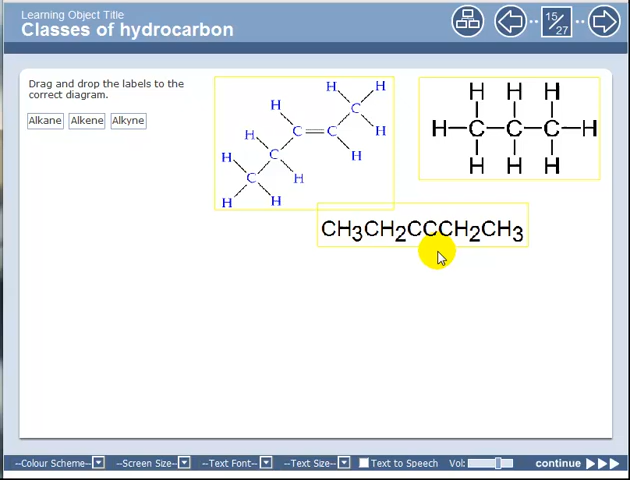 Learning Object Title
Classes of hydrocarbon
15
27
Drag and drop the labels to the
correct diagram.
Alkane Alkene Alkyne
H H
H C
H C C H
H C H
H C H
H H
H H H
H C C C H
H H H
CH3CH2CCCH2CH3
--Colour Scheme-- --Screen Size-- --Text Font-- --Text Size-- Text to Speech Vol: continue